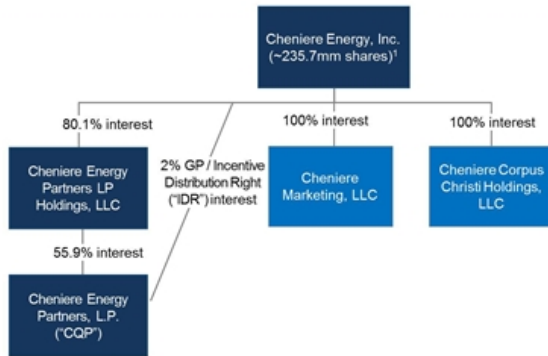 Cheniere Energy, Inc.
(~235.7mm shares)¹
80.1% interest
100% interest
100% interest
Cheniere Energy
Partners LP
Holdings, LLC
2% GP / Incentive
Distribution Right
("IDR") interest
Cheniere
Marketing, LLC
Cheniere Corpus
Christi Holdings,
LLC
55.9% interest
Cheniere Energy
Partners, L.P.
("CQP")